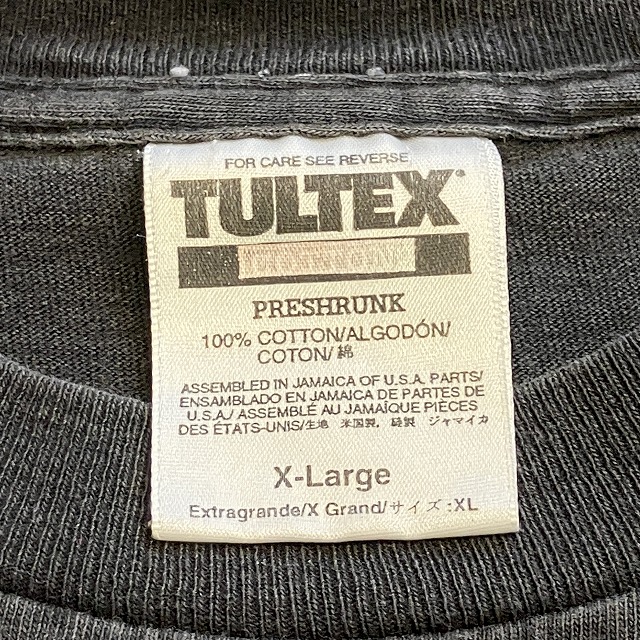 FOR CARE SEE REVERSE
TULTEX
PRESHRUNK
100% COTTON/ALGODÓN/
COTON/綿
ASSEMBLED IN JAMAICA OF U.S.A. PARTS/
ENSAMBLADO EN JAMAICA DE PARTES DE
U.S.A./ASSEMBLÉ AU JAMAÏQUE PIÈCES
DES ÉTATS-UNIS/生地 米国製, 縫製 ジャマイカ
X-Large
Extragrande/X Grand/サイズ:XL